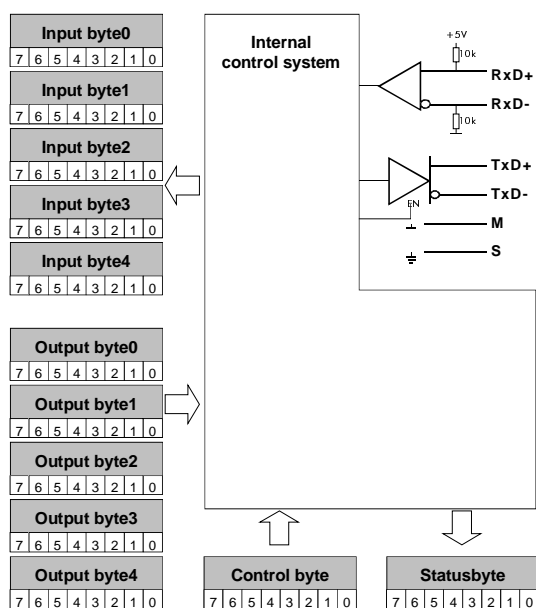 Input byte0
7 6 5 4 3 2 1 0
Input byte1
7 6 5 4 3 2 1 0
Input byte2
7 6 5 4 3 2 1 0
Input byte3
7 6 5 4 3 2 1 0
Input byte4
7 6 5 4 3 2 1 0
Output byte0
7 6 5 4 3 2 1 0
Output byte1
7 6 5 4 3 2 1 0
Output byte2
7 6 5 4 3 2 1 0
Output byte3
7 6 5 4 3 2 1 0
Output byte4
7 6 5 4 3 2 1 0
Internal
control system
+5V
10k
RxD+
RxD-
10k
TxD+
TxD-
EN
M
S
Control byte
7 6 5 4 3 2 1 0
Statusbyte
7 6 5 4 3 2 1 0